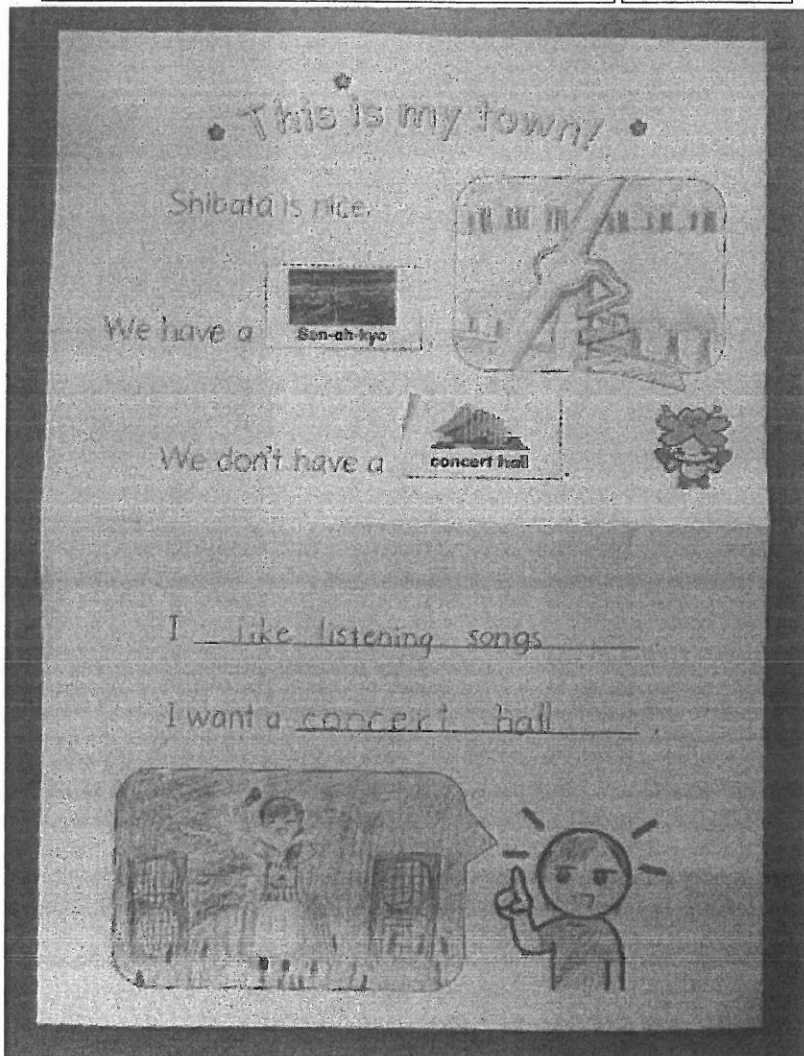 This is my town!
Shibata is nice.
We have a San-ah-kyo
We don't have a concert hall.
I like listening songs.
I want a concert hall.